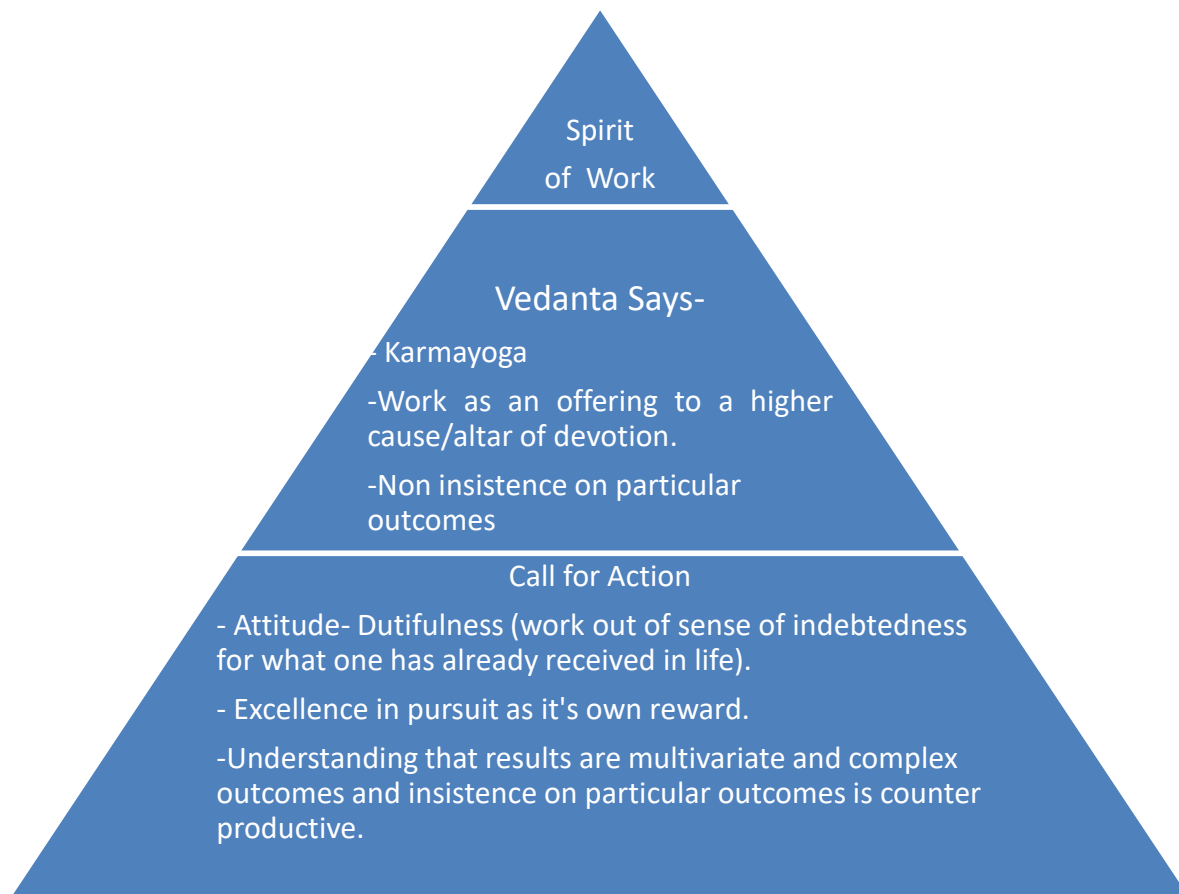 Spirit
of Work
Vedanta Says-
- Karmayoga
-Work as an offering to a higher
cause/altar of devotion.
-Non insistence on particular
outcomes
Call for Action
- Attitude- Dutifulness (work out of sense of indebtedness
for what one has already received in life).
- Excellence in pursuit as it's own reward.
-Understanding that results are multivariate and complex
outcomes and insistence on particular outcomes is counter
productive.